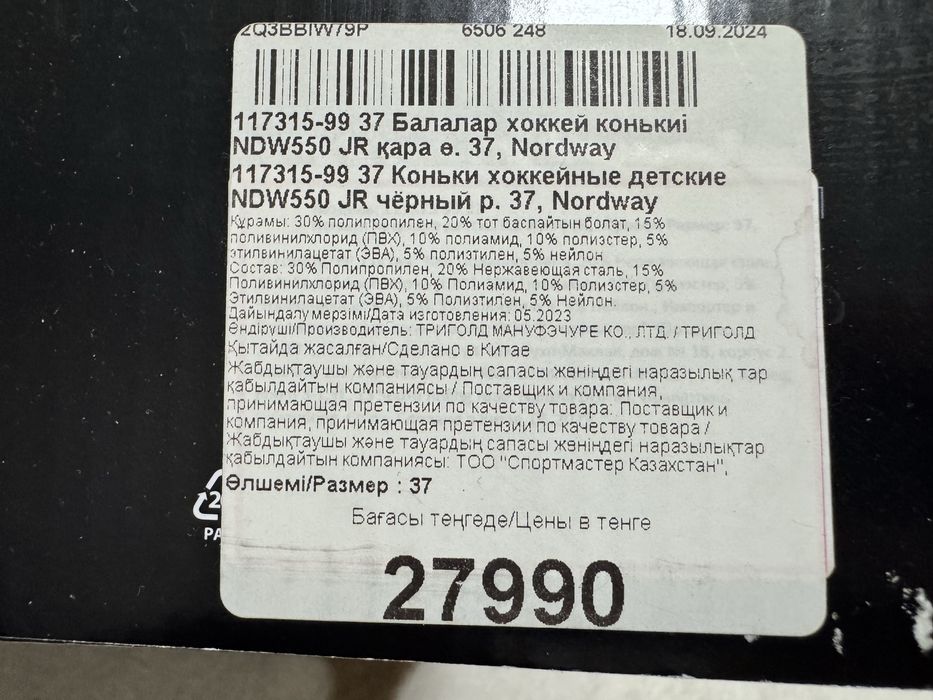 2Q3BBIW79P 6506 248 18.09.2024
117315-99 37 Балалар хоккей конькиі
NDW550 JR қара ө. 37, Nordway
117315-99 37 Коньки хоккейные детские
NDW550 JR чёрный р. 37, Nordway
Құрамы: 30% полипропилен, 20% тот баспайтын болат, 15%
поливинилхлорид (ПВХ), 10% полиамид, 10% полиэстер, 5%
этилвинилацетат (ЭВА), 5% полиэтилен, 5% нейлон
Состав: 30% Полипропилен, 20% Нержавеющая сталь, 15%
Поливинилхлорид (ПВХ), 10% Полиамид, 10% Полиэстер, 5%
Этилвинилацетат (ЭВА), 5% Полиэтилен, 5% Нейлон.
Дайындалу мерзімі/Дата изготовления: 05.2023
Өндіруші/Производитель: ТРИГОЛД МАНУФЭЧУРЕ КО., ЛТД. / ТРИГОЛД
Қытайда жасалған/Сделано в Китае
Жабдықтаушы және тауардың сапасы жөніндегі наразылық тар
қабылдайтын компаниясы / Поставщик и компания,
принимающая претензии по качеству товара: Поставщик и
компания, принимающая претензии по качеству товара /
Жабдықтаушы және тауардың сапасы жөніндегі наразылықтар
қабылдайтын компаниясы: ТОО "Спортмастер Казахстан",
Өлшемі/Размер : 37
Бағасы теңгеде/Цены в тенге
27990
2
PA